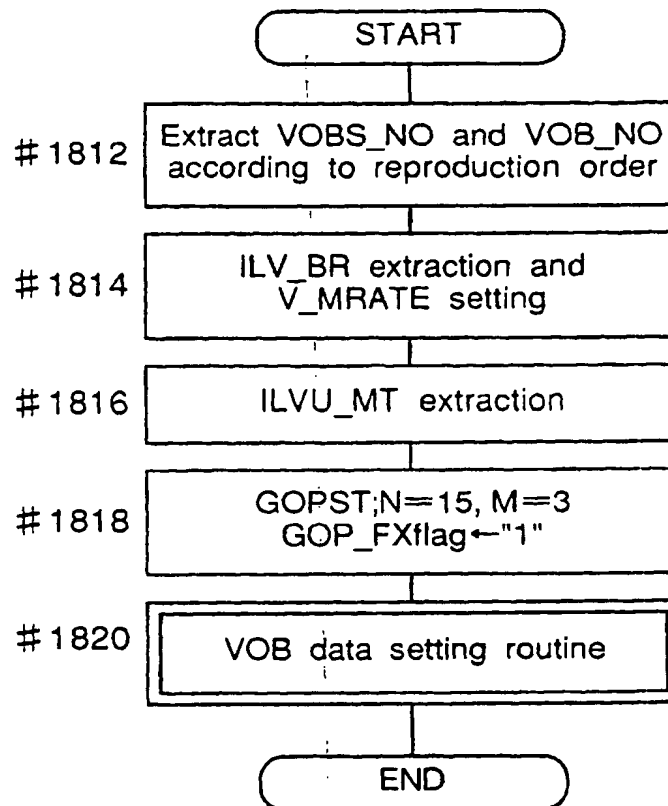 START
#1812
Extract VOBS_NO and VOB_NO
according to reproduction order
#1814
ILV_BR extraction and
V_MRATE setting
#1816
ILVU_MT extraction
#1818
GOPST;N=15, M=3
GOP_FXflag←"1"
#1820
VOB data setting routine
END